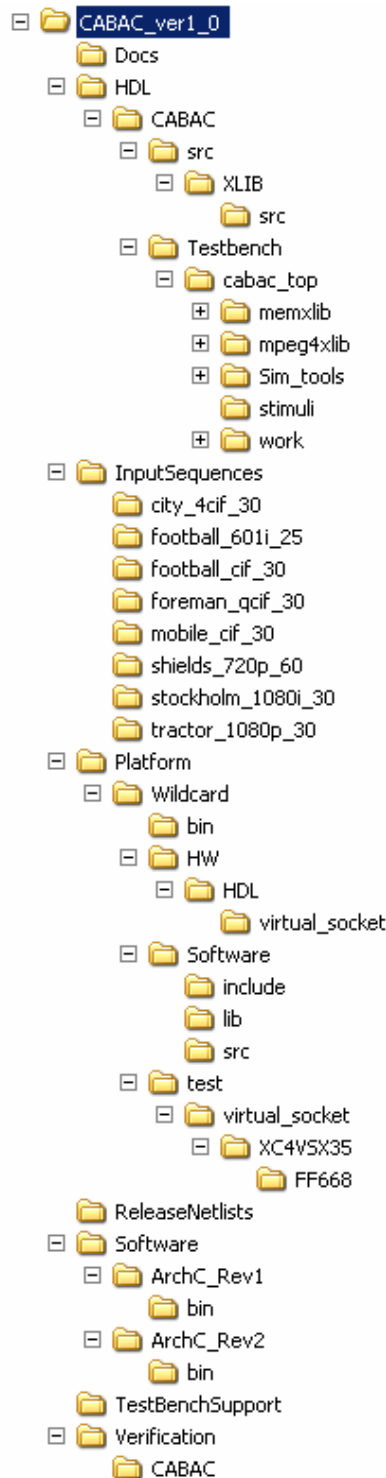 CABAC_ver1_0
Docs
HDL
CABAC
src
XLIB
src
Testbench
cabac_top
memxlib
mpeg4xlib
Sim_tools
stimuli
work
InputSequences
city_4cif_30
football_601i_25
football_cif_30
foreman_qcif_30
mobile_cif_30
shields_720p_60
stockholm_1080i_30
tractor_1080p_30
Platform
Wildcard
bin
HW
HDL
virtual_socket
Software
include
lib
src
test
virtual_socket
XC4VSX35
FF668
ReleaseNetlists
Software
ArchC_Rev1
bin
ArchC_Rev2
bin
TestBenchSupport
Verification
CABAC